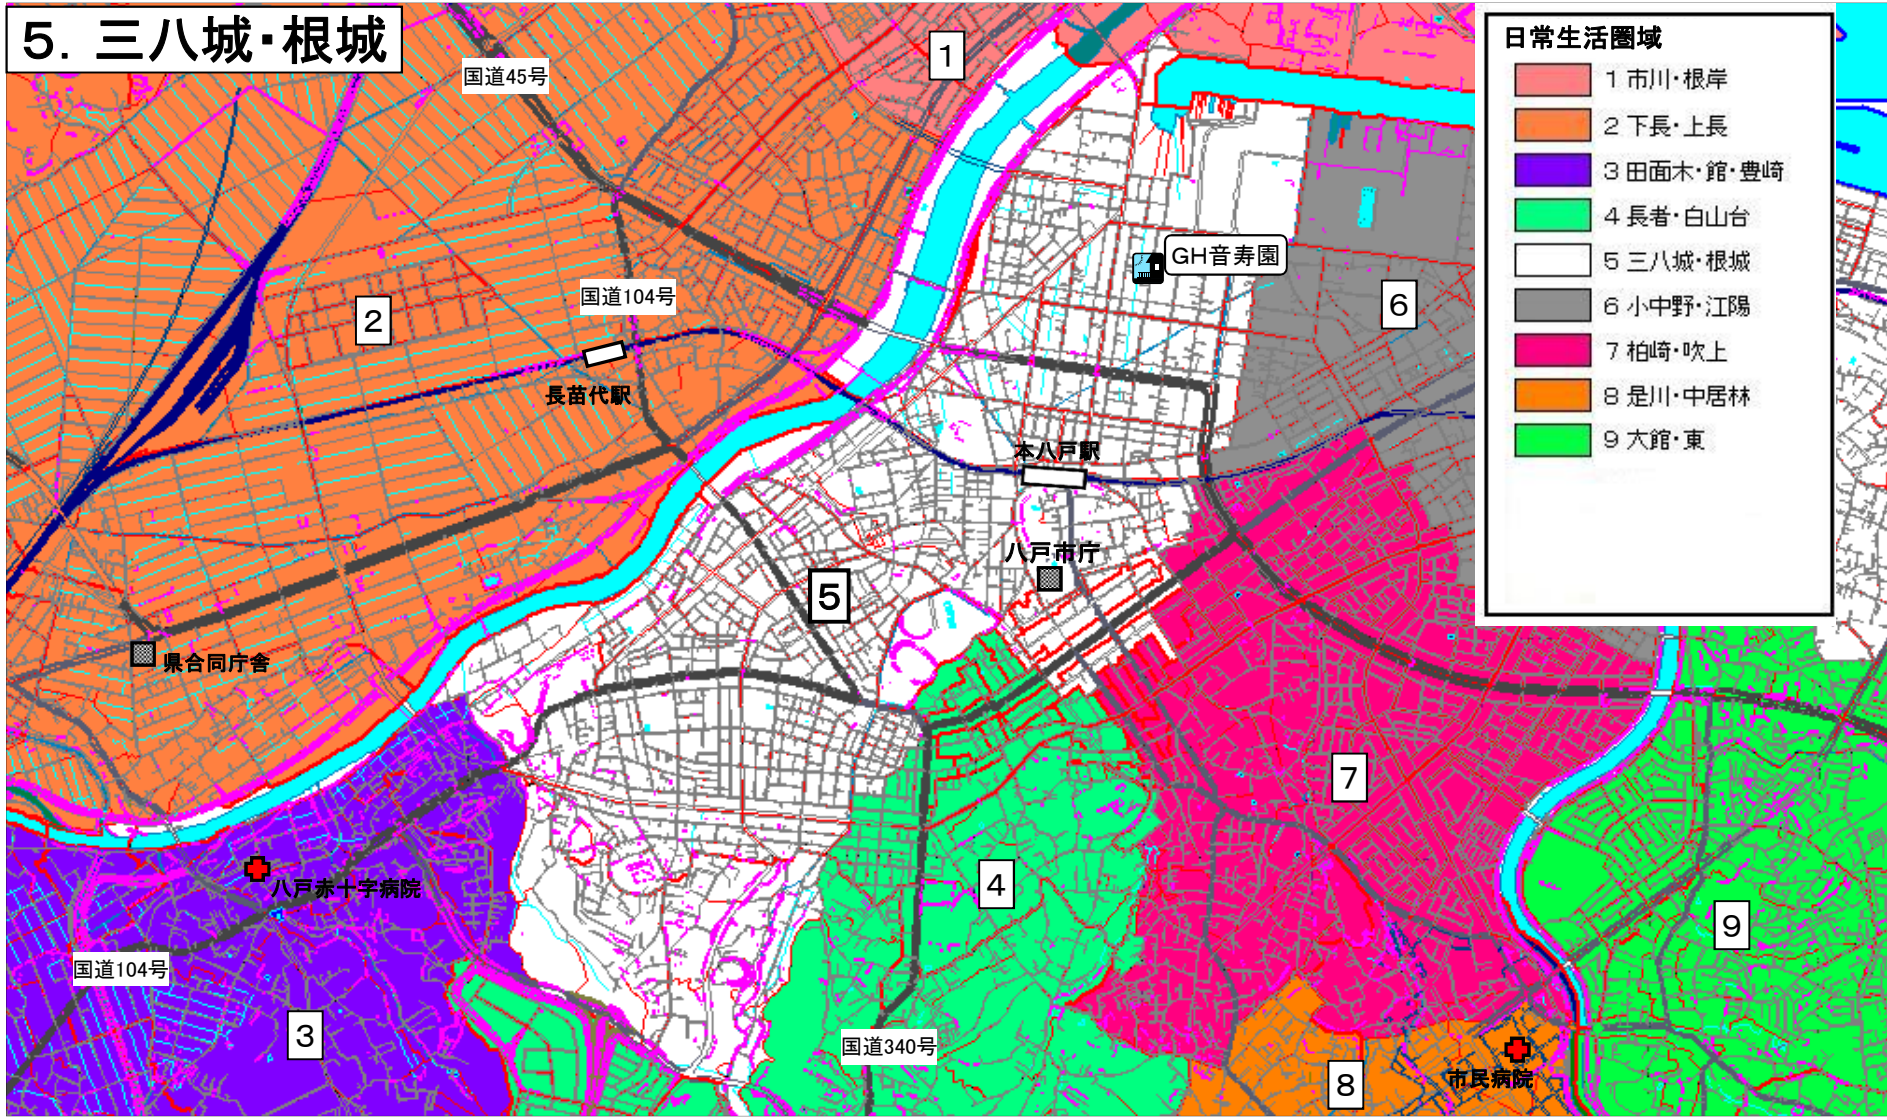 5. 三八城・根城
日常生活圏域
1 市川・根岸
2 下長・上長
3 田面木・館・豊崎
4 長者・白山台
5 三八城・根城
6 小中野・江陽
7 柏崎・吹上
8 是川・中居林
9 大館・東
国道45号
1
GH音寿園
国道104号
2
6
長苗代駅
本八戸駅
八戸市庁
5
県合同庁舎
7
八戸赤十字病院
4
9
国道104号
3
国道340号
8
市民病院